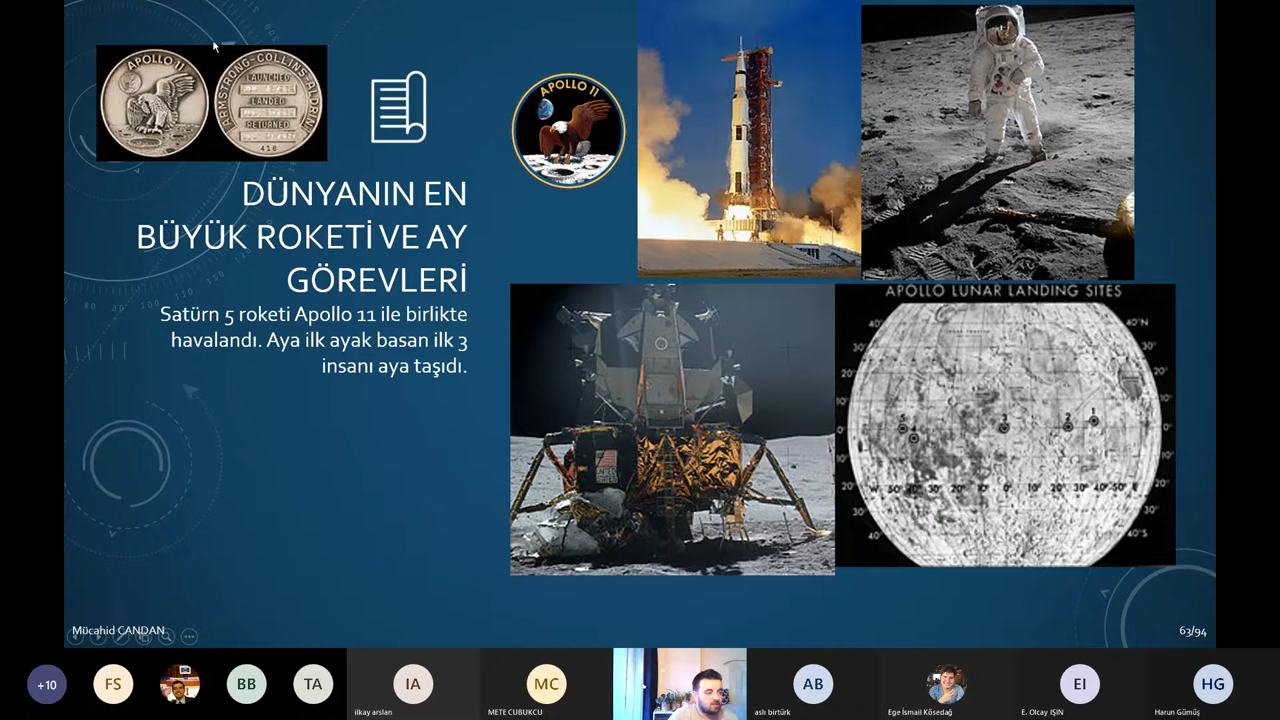 APOLLO 11
ARMSTRONG-COLLINS-ALDRIN
LAUNCHED
LANDED
RETURNED
416
APOLLO 11
DÜNYANIN EN
BÜYÜK ROKETİ VE AY
GÖREVLERİ
Satürn 5 roketi Apollo 11 ile birlikte
havalandı. Aya ilk ayak basan ilk 3
insanı aya taşıdı.
APOLLO LUNAR LANDING SITES
Mücahid CANDAN
63/94
+10
FS
BB
TA
IA
MC
AB
EI
HG
ilkay arslan
METE CUBUKCU
aslı birtürk
Ege İsmail Kösedağ
E. Olcay IŞIN
Harun Gümüş